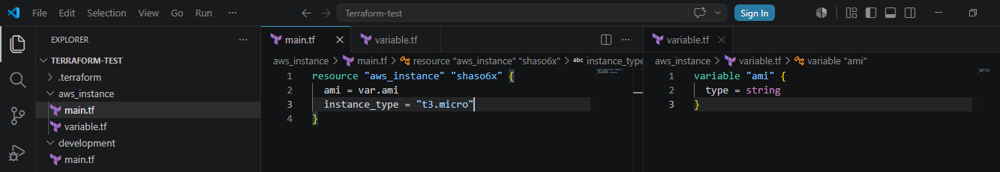 File Edit Selection View Go Run ··· Terraform-test Sign In
EXPLORER ···
TERRAFORM-TEST
.terraform
aws_instance
main.tf
variable.tf
development
main.tf
main.tf variable.tf ···
aws_instance > main.tf > resource "aws_instance" "shaso6x" > abc instance_type
1 resource "aws_instance" "shaso6x" {
2 ami = var.ami
3 instance_type = "t3.micro"
4 }
variable.tf
aws_instance > variable.tf > variable "ami"
1 variable "ami" {
2 type = string
3 }